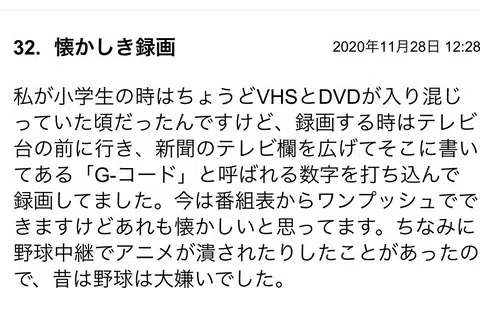 32. 懐かしき録画
2020年11月28日 12:28
私が小学生の時はちょうどVHSとDVDが入り混じ
っていた頃だったんですけど、録画する時はテレビ
台の前に行き、新聞のテレビ欄を広げてそこに書い
てある「G-コード」と呼ばれる数字を打ち込んで
録画してました。今は番組表からワンプッシュでで
きますけどあれも懐かしいと思ってます。ちなみに
野球中継でアニメが潰されたりしたことがあったの
で、昔は野球は大嫌いでした。